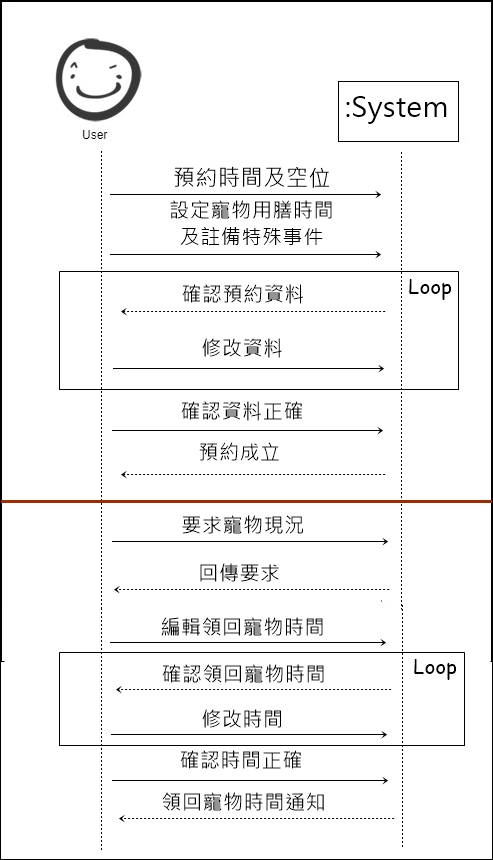 User
:System
預約時間及空位
設定寵物用膳時間
及註備特殊事件
Loop
確認預約資料
修改資料
確認資料正確
預約成立
要求寵物現況
回傳要求
編輯領回寵物時間
Loop
確認領回寵物時間
修改時間
確認時間正確
領回寵物時間通知